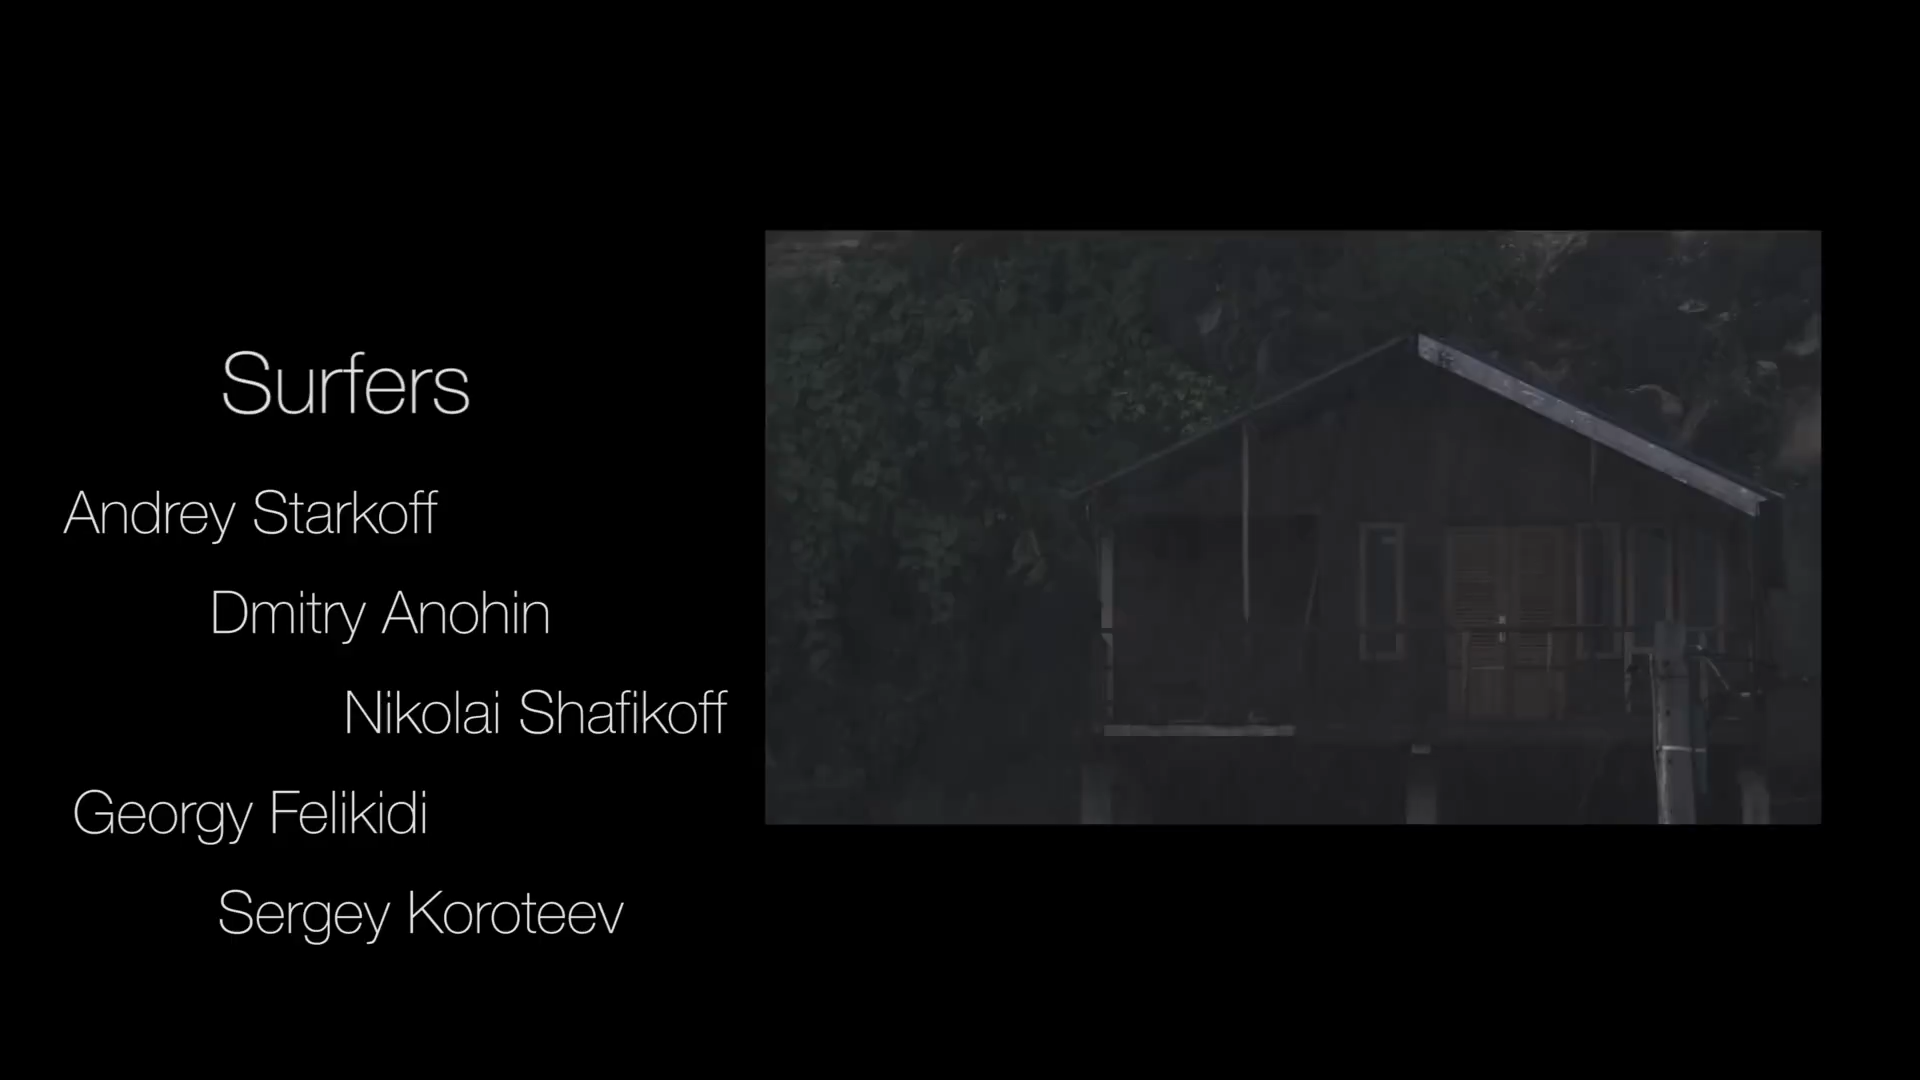 Surfers
Andrey Starkoff
Dmitry Anohin
Nikolai Shafikoff
Georgy Felikidi
Sergey Koroteev